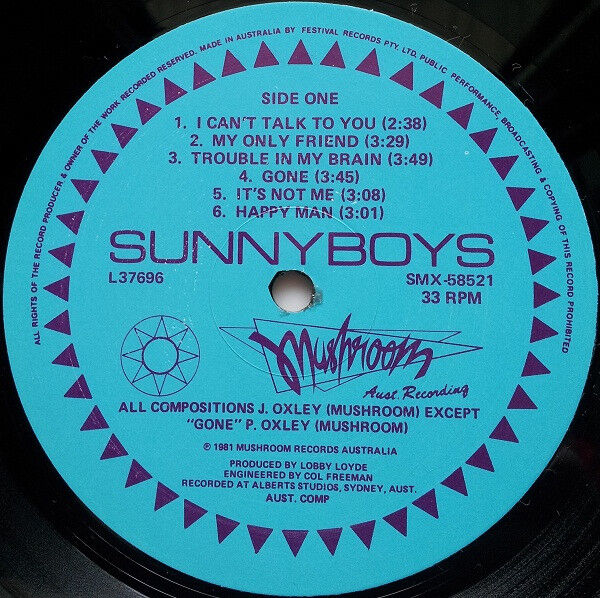 ALL RIGHTS OF THE RECORD PRODUCER & OWNER OF THE WORK RECORDED RESERVED. MADE IN AUSTRALIA BY FESTIVAL RECORDS PTY. LTD. PUBLIC PERFORMANCE, BROADCASTING & COPYING OF THIS RECORD PROHIBITED
SIDE ONE
1. I CAN'T TALK TO YOU (2:38)
2. MY ONLY FRIEND (3:29)
3. TROUBLE IN MY BRAIN (3:49)
4. GONE (3:45)
5. IT'S NOT ME (3:08)
6. HAPPY MAN (3:01)
SUNNYBOYS
L37696 SMX-58521
33 RPM
Mushroom
Aust. Recording
ALL COMPOSITIONS J. OXLEY (MUSHROOM) EXCEPT
"GONE" P. OXLEY (MUSHROOM)
℗ 1981 MUSHROOM RECORDS AUSTRALIA
PRODUCED BY LOBBY LOYDE
ENGINEERED BY COL FREEMAN
RECORDED AT ALBERTS STUDIOS, SYDNEY, AUST.
AUST. COMP